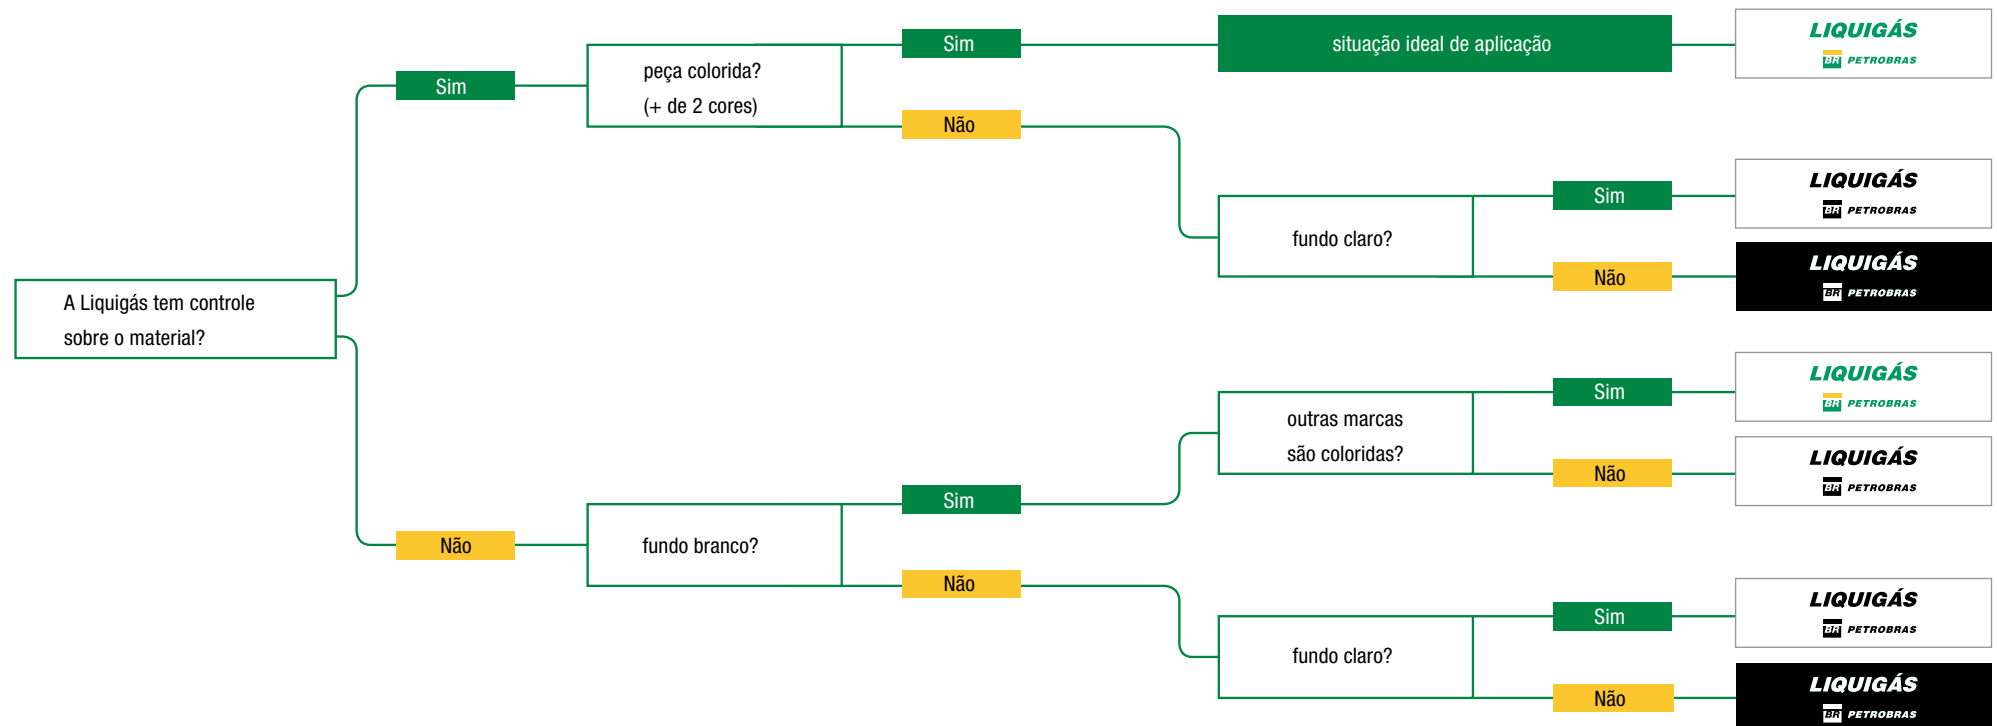 A Liquigás tem controle
sobre o material?
Sim
peça colorida?
(+ de 2 cores)
Sim
situação ideal de aplicação
LIQUIGÁS
BR PETROBRAS
Não
fundo claro?
Sim
LIQUIGÁS
BR PETROBRAS
Não
LIQUIGÁS
BR PETROBRAS
Não
fundo branco?
Sim
outras marcas
são coloridas?
Sim
LIQUIGÁS
BR PETROBRAS
Não
LIQUIGÁS
BR PETROBRAS
Não
fundo claro?
Sim
LIQUIGÁS
BR PETROBRAS
Não
LIQUIGÁS
BR PETROBRAS